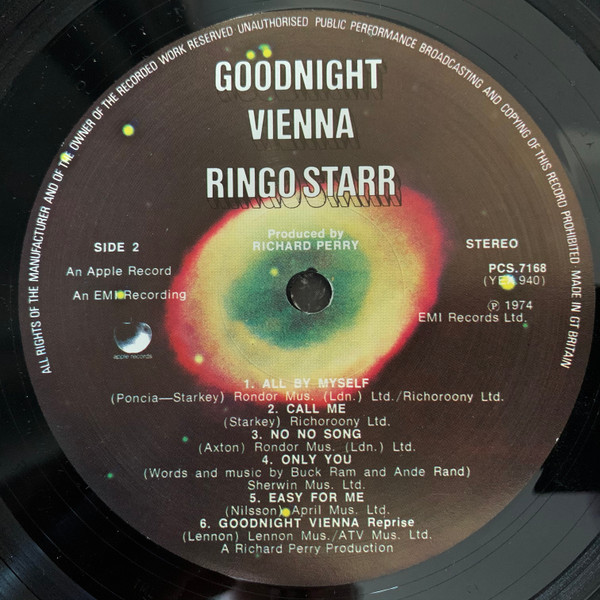 ALL RIGHTS OF THE MANUFACTURER AND OF THE OWNER OF THE RECORDED WORK RESERVED UNAUTHORISED PUBLIC PERFORMANCE BROADCASTING AND COPYING OF THIS RECORD PROHIBITED MADE IN GT BRITAIN
GOODNIGHT
VIENNA
RINGO STARR
Produced by
RICHARD PERRY
SIDE 2
STEREO
An Apple Record
PCS.7168
An EMI Recording
℗ 1974
EMI Records Ltd.
apple records
1. ALL BY MYSELF
(Poncia—Starkey) Rondor Mus. (Ldn.) Ltd./Richoroony Ltd.
2. CALL ME
(Starkey) Richoroony Ltd.
3. NO NO SONG
(Axton) Rondor Mus. (Ldn.) Ltd.
4. ONLY YOU
(Words and music by Buck Ram and Ande Rand)
Sherwin Mus. Ltd.
5. EASY FOR ME
(Nilsson) April Mus. Ltd.
6. GOODNIGHT VIENNA Reprise
(Lennon) Lennon Mus./ATV Mus. Ltd.
A Richard Perry Production